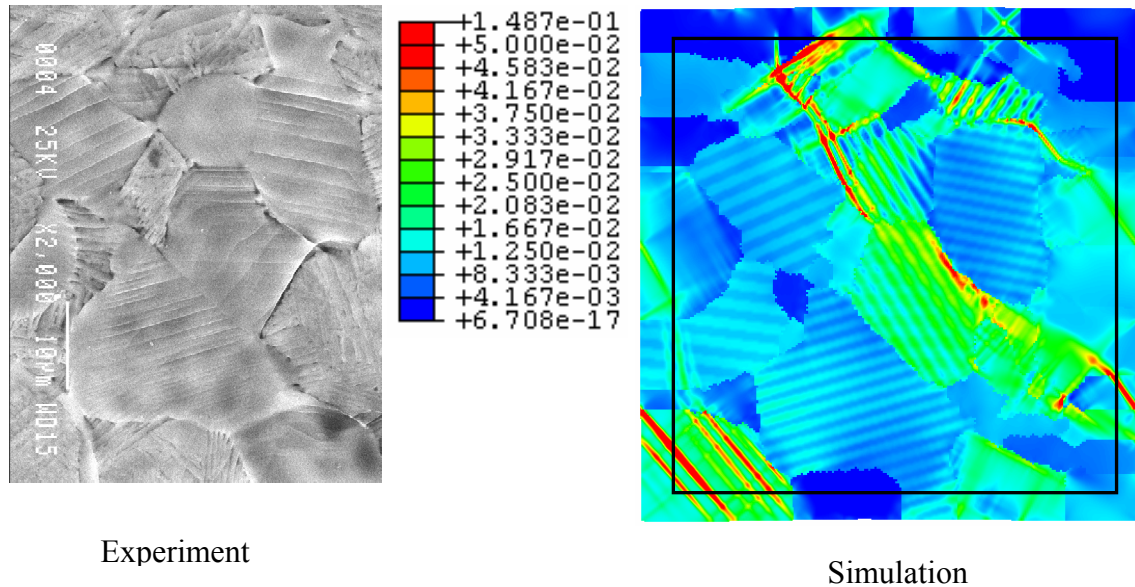 0004 25KV X2,000 10µm WD15
+1.487e-01
+5.000e-02
+4.583e-02
+4.167e-02
+3.750e-02
+3.333e-02
+2.917e-02
+2.500e-02
+2.083e-02
+1.667e-02
+1.250e-02
+8.333e-03
+4.167e-03
+6.708e-17
Experiment
Simulation